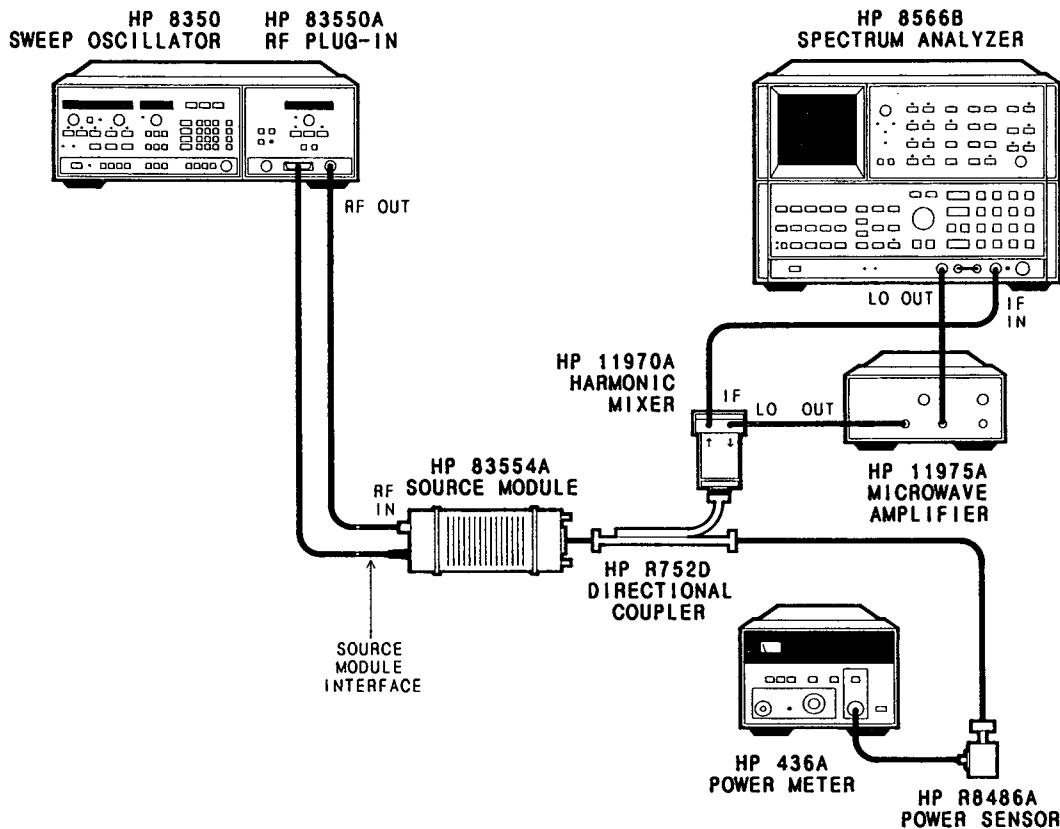 HP 8350
SWEEP OSCILLATOR
HP 83550A
RF PLUG-IN
HP 8566B
SPECTRUM ANALYZER
RF OUT
LO OUT
IF
IN
HP 11970A
HARMONIC
MIXER
IF
LO OUT
HP 11975A
MICROWAVE
AMPLIFIER
HP 83554A
SOURCE MODULE
RF
IN
HP R752D
DIRECTIONAL
COUPLER
SOURCE
MODULE
INTERFACE
HP 436A
POWER METER
HP R8486A
POWER SENSOR